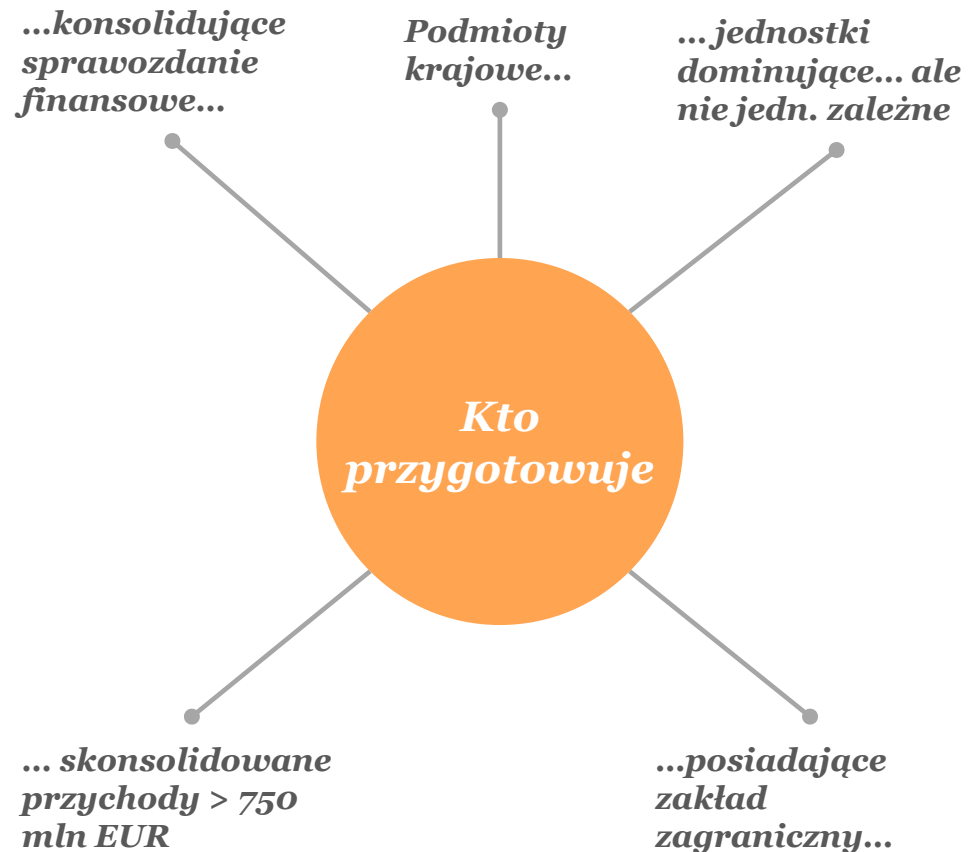 ...konsolidujące
sprawozdanie
finansowe...
Podmioty
krajowe...
... jednostki
dominujące... ale
nie jedn. zależne
Kto
przygotowuje
... skonsolidowane
przychody > 750
mln EUR
...posiadające
zakład
zagraniczny...